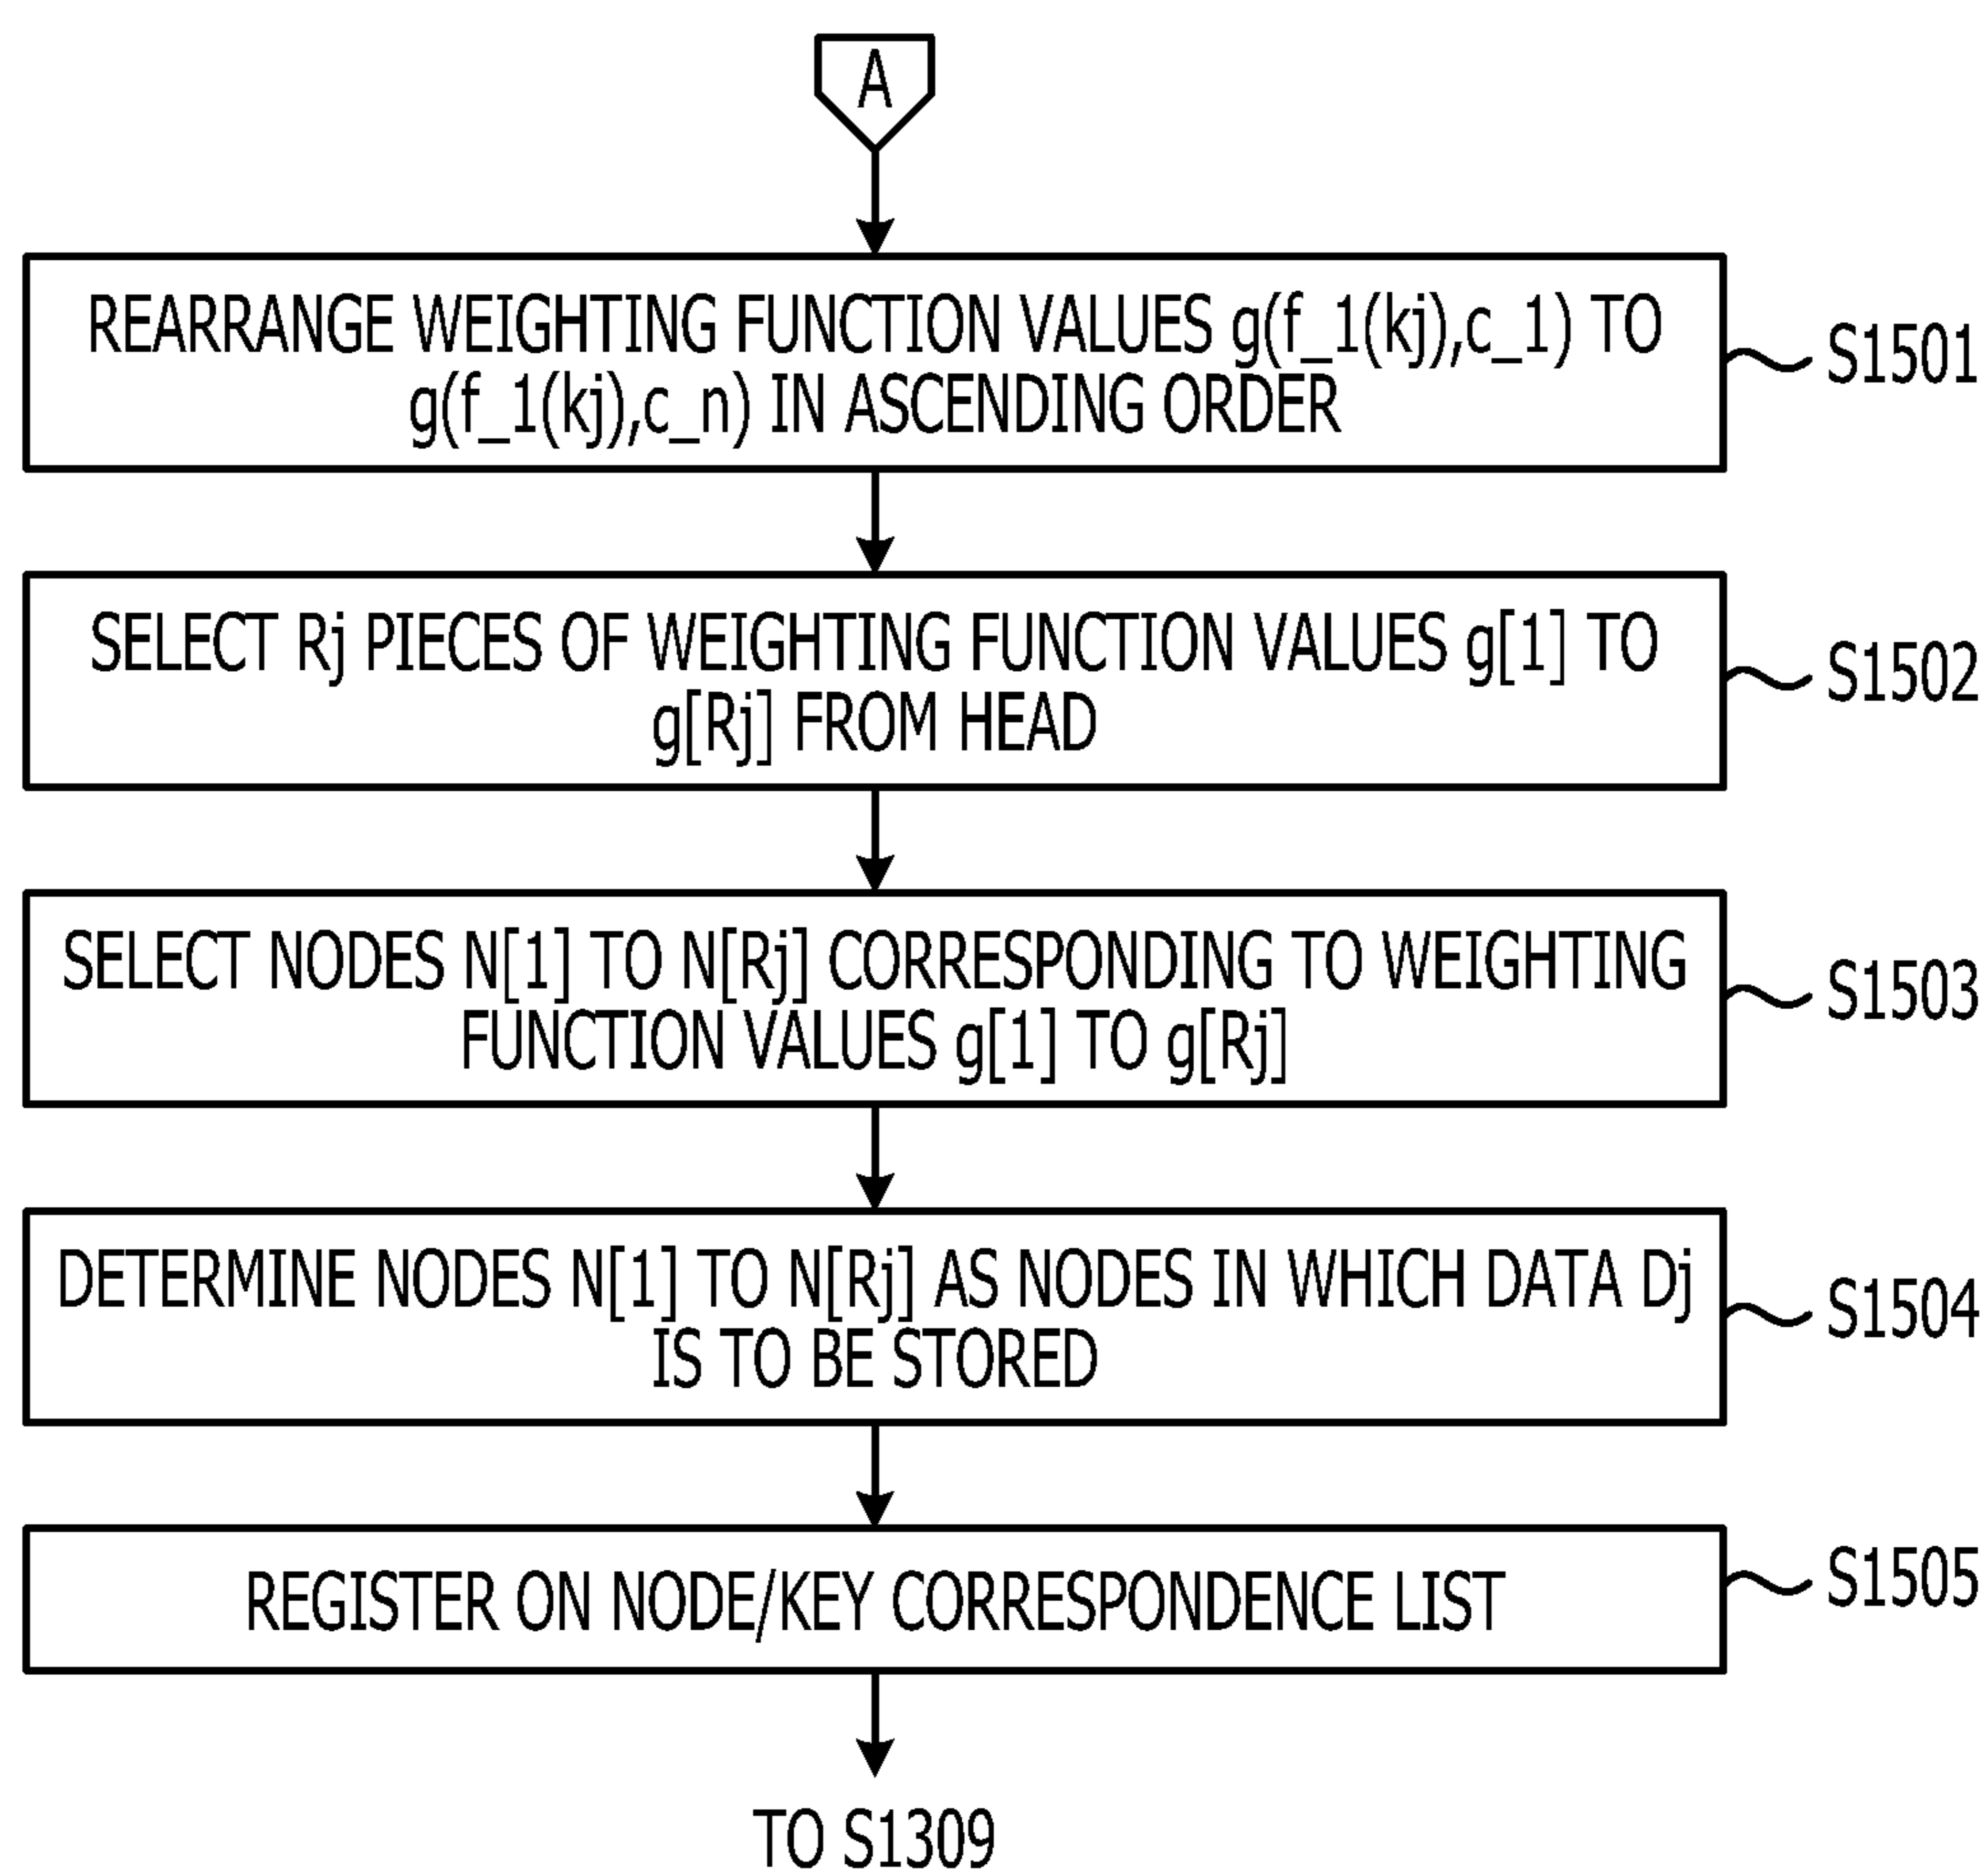 A
REARRANGE WEIGHTING FUNCTION VALUES g(f_1(kj),c_1) TO
g(f_1(kj),c_n) IN ASCENDING ORDER
S1501
SELECT Rj PIECES OF WEIGHTING FUNCTION VALUES g[1] TO
g[Rj] FROM HEAD
S1502
SELECT NODES N[1] TO N[Rj] CORRESPONDING TO WEIGHTING
FUNCTION VALUES g[1] TO g[Rj]
S1503
DETERMINE NODES N[1] TO N[Rj] AS NODES IN WHICH DATA Dj
IS TO BE STORED
S1504
REGISTER ON NODE/KEY CORRESPONDENCE LIST
S1505
TO S1309